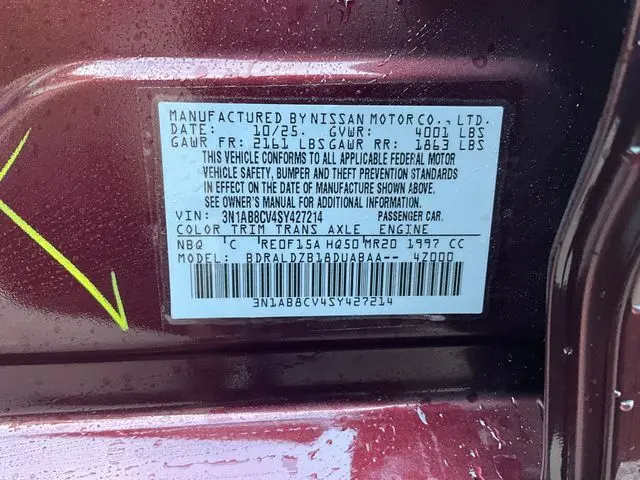 MANUFACTURED BY NISSAN MOTOR CO., LTD.
DATE: 10/25. GVWR: 4001 LBS
GAWR FR: 2161 LBS GAWR RR: 1863 LBS
THIS VEHICLE CONFORMS TO ALL APPLICABLE FEDERAL MOTOR
VEHICLE SAFETY, BUMPER AND THEFT PREVENTION STANDARDS
IN EFFECT ON THE DATE OF MANUFACTURE SHOWN ABOVE.
SEE OWNER'S MANUAL FOR ADDITIONAL INFORMATION.
VIN: 3N1AB8CV4SY427214 PASSENGER CAR.
COLOR TRIM TRANS AXLE ENGINE
NBQ C RE0F15A HQ50 MR20 1997 CC
MODEL: BDRALDZB18DUABAA-- 4Z000
3N1AB8CV4SY427214